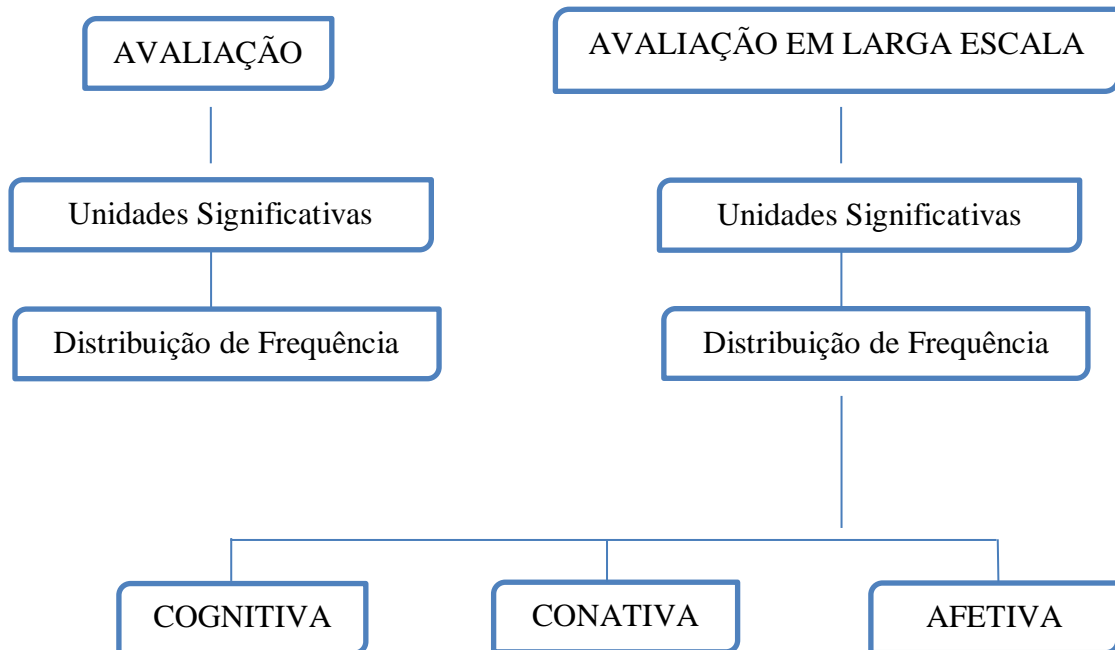 AVALIAÇÃO
AVALIAÇÃO EM LARGA ESCALA
Unidades Significativas
Unidades Significativas
Distribuição de Frequência
Distribuição de Frequência
COGNITIVA
CONATIVA
AFETIVA